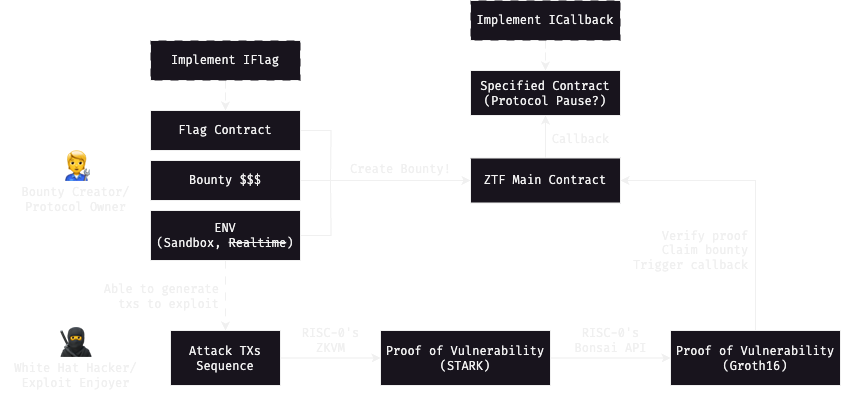 Implement ICallback
Implement IFlag
Specified Contract
(Protocol Pause?)
Flag Contract
Callback
Bounty $$$
Create Bounty!
ZTF Main Contract
Bounty Creator/
Protocol Owner
ENV
(Sandbox, Realtime)
Verify proof
Claim bounty
Trigger callback
Able to generate
txs to exploit
White Hat Hacker/
Exploit Enjoyer
Attack TXs
Sequence
RISC-0's
ZKVM
Proof of Vulnerability
(STARK)
RISC-0's
Bonsai API
Proof of Vulnerability
(Groth16)